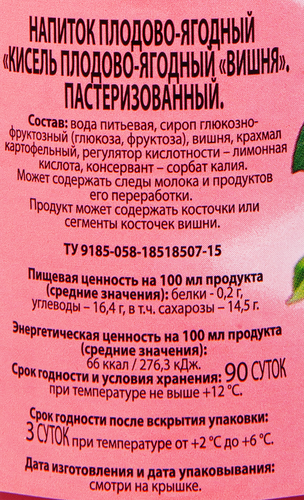 НАПИТОК ПЛОДОВО-ЯГОДНЫЙ
«КИСЕЛЬ ПЛОДОВО-ЯГОДНЫЙ «ВИШНЯ».
ПАСТЕРИЗОВАННЫЙ.
Состав: вода питьевая, сироп глюкозно-
фруктозный (глюкоза, фруктоза), вишня, крахмал
картофельный, регулятор кислотности – лимонная
кислота, консервант – сорбат калия.
Может содержать следы молока и продуктов
его переработки.
Продукт может содержать косточки или
сегменты косточек вишни.
ТУ 9185-058-18518507-15
Пищевая ценность на 100 мл продукта
(средние значения): белки - 0,2 г,
углеводы – 16,4 г, в т.ч. сахарозы – 14,5 г.
Энергетическая ценность на 100 мл продукта
(средние значения):
66 ккал / 276,3 кДж.
Срок годности и условия хранения: 90 СУТОК
при температуре не выше +12 °С.
Срок годности после вскрытия упаковки:
3 СУТОК при температуре от +2 °С до +6 °С.
Дата изготовления и дата упаковывания:
смотри на крышке.